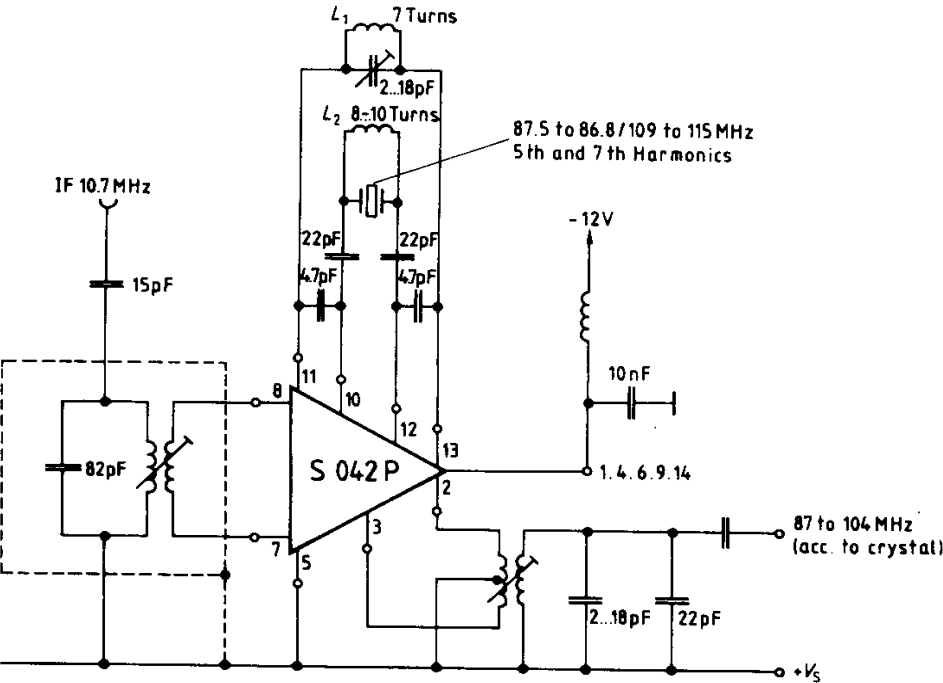 L₁ 7 Turns
2...18pF
L₂ 8-10 Turns
87.5 to 86.8/109 to 115 MHz
5th and 7th Harmonics
IF 10.7 MHz
-12V
22pF
22pF
4.7pF
4.7pF
15pF
10nF
8
11
10
12
13
82pF
S 042 P
2
1.4.6.9.14
3
7
5
87 to 104 MHz
(acc. to crystal)
2...18pF
22pF
+Vs